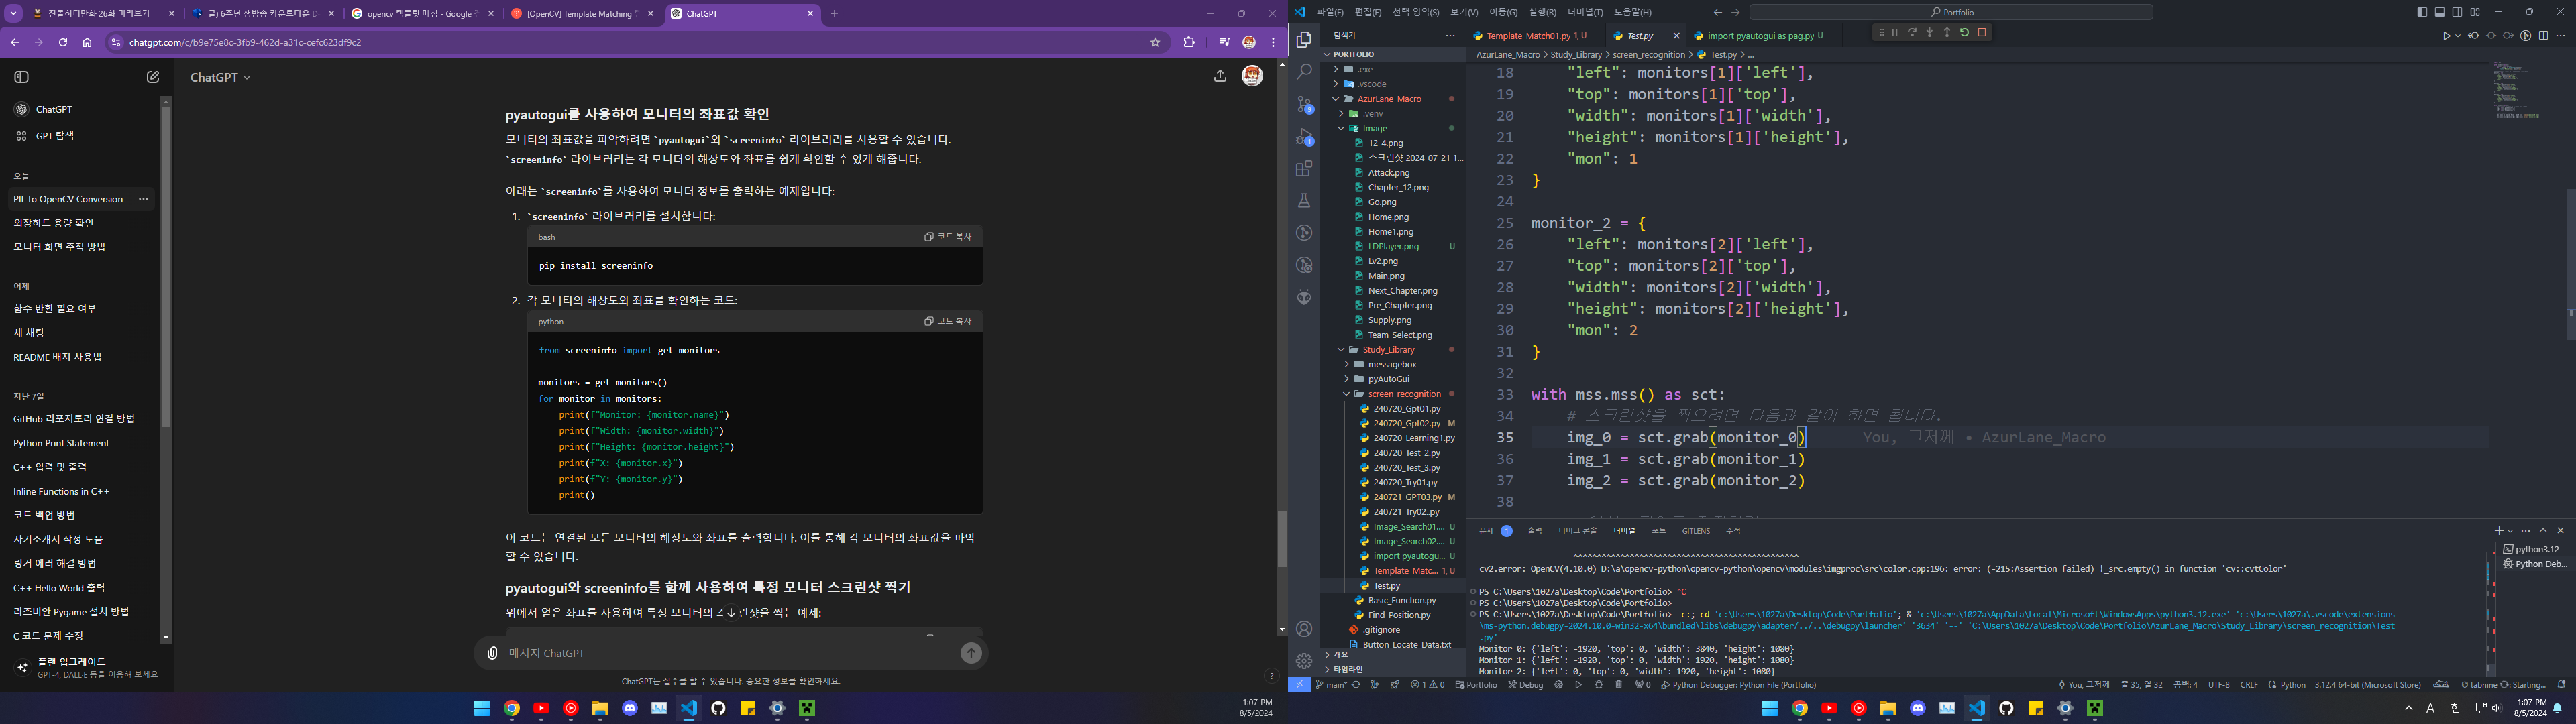 진돌히디만화 26화 미리보기
글) 6주년 생방송 카운트다운 D
opencv 템플릿 매칭 - Google 검
[OpenCV] Template Matching
ChatGPT
chatgpt.com/c/b9e75e8c-3fb9-462d-a31c-cefc623df9c2
ChatGPT
GPT 탐색
오늘
PIL to OpenCV Conversion
외장하드 용량 확인
모니터 화면 추적 방법
어제
함수 반환 필요 여부
새 채팅
README 배지 사용법
지난 7일
GitHub 리포지토리 연결 방법
Python Print Statement
C++ 입력 및 출력
Inline Functions in C++
코드 백업 방법
자기소개서 작성 도움
링커 에러 해결 방법
C++ Hello World 출력
라즈비안 Pygame 설치 방법
C 코드 문제 수정
플랜 업그레이드
GPT-4, DALL·E 등을 이용해 보세요
ChatGPT
pyautogui를 사용하여 모니터의 좌표값 확인
모니터의 좌표값을 파악하려면 `pyautogui`와 `screeninfo` 라이브러리를 사용할 수 있습니다.
`screeninfo` 라이브러리는 각 모니터의 해상도와 좌표를 쉽게 확인할 수 있게 해줍니다.
아래는 `screeninfo`를 사용하여 모니터 정보를 출력하는 예제입니다:
1. `screeninfo` 라이브러리를 설치합니다:
bash
코드 복사
pip install screeninfo
2. 각 모니터의 해상도와 좌표를 확인하는 코드:
python
코드 복사
from screeninfo import get_monitors
monitors = get_monitors()
for monitor in monitors:
print(f"Monitor: {monitor.name}")
print(f"Width: {monitor.width}")
print(f"Height: {monitor.height}")
print(f"X: {monitor.x}")
print(f"Y: {monitor.y}")
print()
이 코드는 연결된 모든 모니터의 해상도와 좌표를 출력합니다. 이를 통해 각 모니터의 좌표값을 파악
할 수 있습니다.
pyautogui와 screeninfo를 함께 사용하여 특정 모니터 스크린샷 찍기
위에서 얻은 좌표를 사용하여 특정 모니터의 스크린샷을 찍는 예제:
메시지 ChatGPT
ChatGPT는 실수를 할 수 있습니다. 중요한 정보를 확인하세요.
?
1:07 PM
8/5/2024
파일(F) 편집(E) 선택 영역(S) 보기(V) 이동(G) 실행(R) 터미널(T) 도움말(H)
Portfolio
탐색기
PORTFOLIO
.exe
.vscode
AzurLane_Macro
.venv
Image
12_4.png
스크린샷 2024-07-21 1...
Attack.png
Chapter_12.png
Go.png
Home.png
Home1.png
LDPlayer.png U
Lv2.png
Main.png
Next_Chapter.png
Pre_Chapter.png
Supply.png
Team_Select.png
Study_Library
messagebox
pyAutoGui
screen_recognition
240720_Gpt01.py
240720_Gpt02.py M
240720_Learning1.py
240720_Test_2.py
240720_Test_3.py
240720_Try01.py
240721_GPT03.py M
240721_Try02..py
Image_Search01.... U
Image_Search02.... U
import pyautogu... U
Template_Matc... 1, U
Test.py
Basic_Function.py
Find_Position.py
.gitignore
Button_Locate_Data.txt
개요
타임라인
Template_Match01.py 1, U
Test.py
import pyautogui as pag.py U
AzurLane_Macro > Study_Library > screen_recognition > Test.py > ...
18 "left": monitors[1]['left'],
19 "top": monitors[1]['top'],
20 "width": monitors[1]['width'],
21 "height": monitors[1]['height'],
22 "mon": 1
23 }
24
25 monitor_2 = {
26 "left": monitors[2]['left'],
27 "top": monitors[2]['top'],
28 "width": monitors[2]['width'],
29 "height": monitors[2]['height'],
30 "mon": 2
31 }
32
33 with mss.mss() as sct:
34 # 스크린샷을 찍으려면 다음과 같이 하면 됩니다.
35 img_0 = sct.grab(monitor_0) You, 그저께 • AzurLane_Macro
36 img_1 = sct.grab(monitor_1)
37 img_2 = sct.grab(monitor_2)
38
문제 1 출력 디버그 콘솔 터미널 포트 GITLENS 주석
python3.12
Python Deb...
cv2.error: OpenCV(4.10.0) D:\a\opencv-python\opencv-python\opencv\modules\imgproc\src\color.cpp:196: error: (-215:Assertion failed) !_src.empty() in function 'cv::cvtColor'
PS C:\Users\1027a\Desktop\Code\Portfolio> ^C
PS C:\Users\1027a\Desktop\Code\Portfolio>
PS C:\Users\1027a\Desktop\Code\Portfolio> c:; cd 'c:\Users\1027a\Desktop\Code\Portfolio'; & 'c:\Users\1027a\AppData\Local\Microsoft\WindowsApps\python3.12.exe' 'c:\Users\1027a\.vscode\extensions
\ms-python.debugpy-2024.10.0-win32-x64\bundled\libs\debugpy\adapter/../..\debugpy\launcher' '3634' '--' 'C:\Users\1027a\Desktop\Code\Portfolio\AzurLane_Macro\Study_Library\screen_recognition\Test
.py'
Monitor 0: {'left': -1920, 'top': 0, 'width': 3840, 'height': 1080}
Monitor 1: {'left': -1920, 'top': 0, 'width': 1920, 'height': 1080}
Monitor 2: {'left': 0, 'top': 0, 'width': 1920, 'height': 1080}
main* 1 0 Portfolio Debug 0 Python Debugger: Python File (Portfolio)
You, 그저께 줄 35, 열 32 공백: 4 UTF-8 CRLF Python 3.12.4 64-bit (Microsoft Store) tabnine Starting...
A 한
1:07 PM
8/5/2024